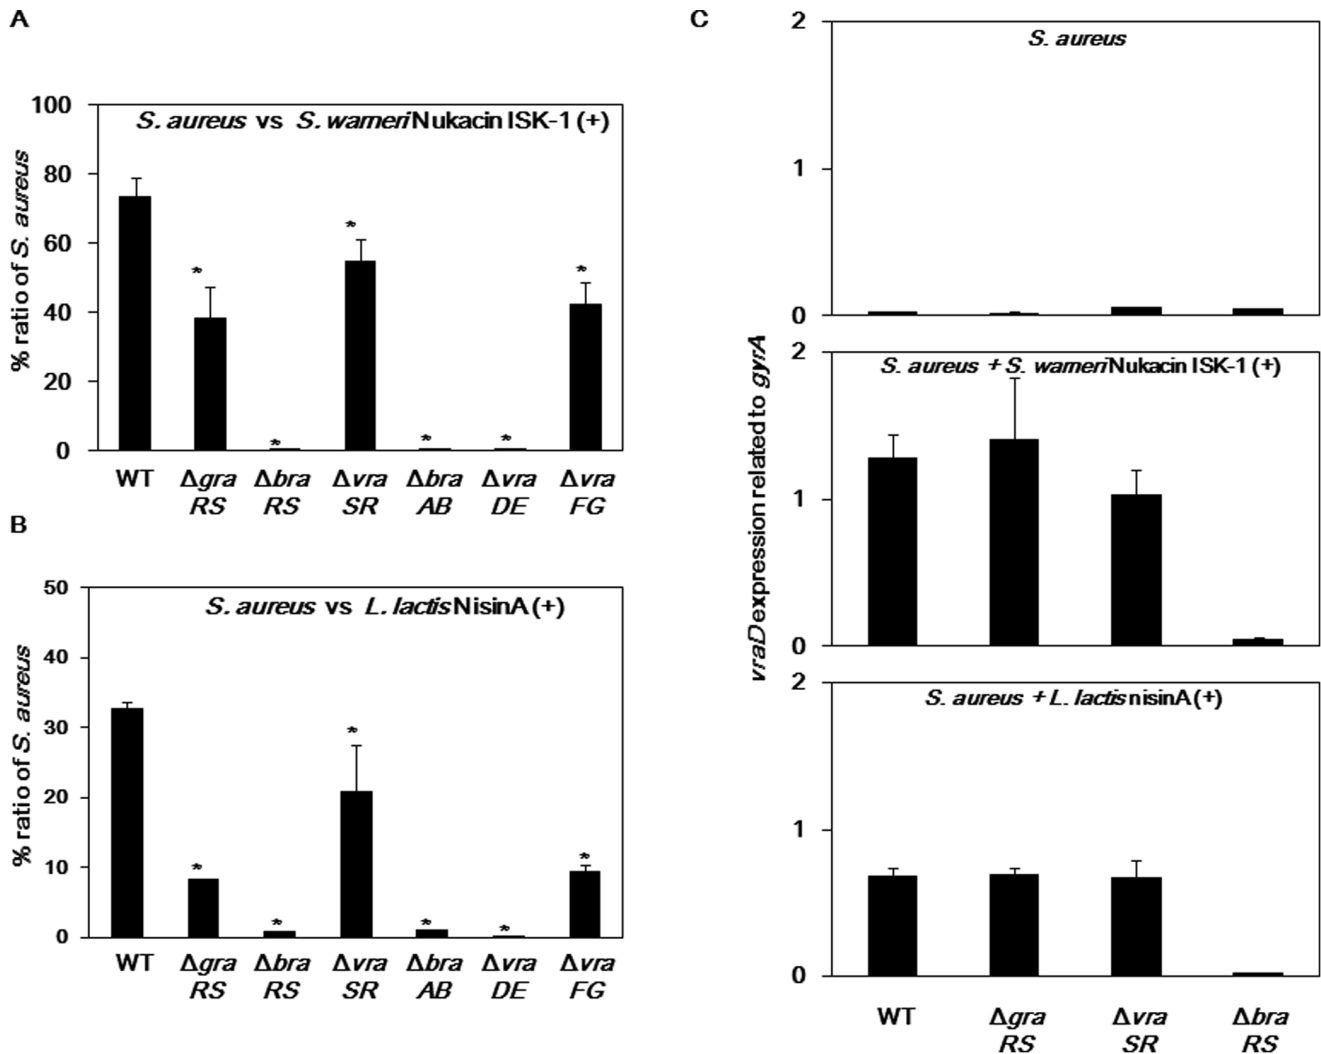 A
S. aureus vs S. warneri Nukacin ISK-1 (+)
% ratio of S. aureus
100
80
60
40
20
0
*
*
*
*
*
*
WT Δgra Δbra Δvra Δbra Δvra Δvra
RS RS SR AB DE FG
B
S. aureus vs L. lactis NisinA (+)
% ratio of S. aureus
50
40
30
20
10
0
*
*
*
*
*
*
WT Δgra Δbra Δvra Δbra Δvra Δvra
RS RS SR AB DE FG
C
vraD expression related to gyrA
S. aureus
2
1
0
S. aureus + S. warneri Nukacin ISK-1 (+)
2
1
0
S. aureus + L. lactis nisinA (+)
2
1
0
WT Δgra Δvra Δbra
RS SR RS